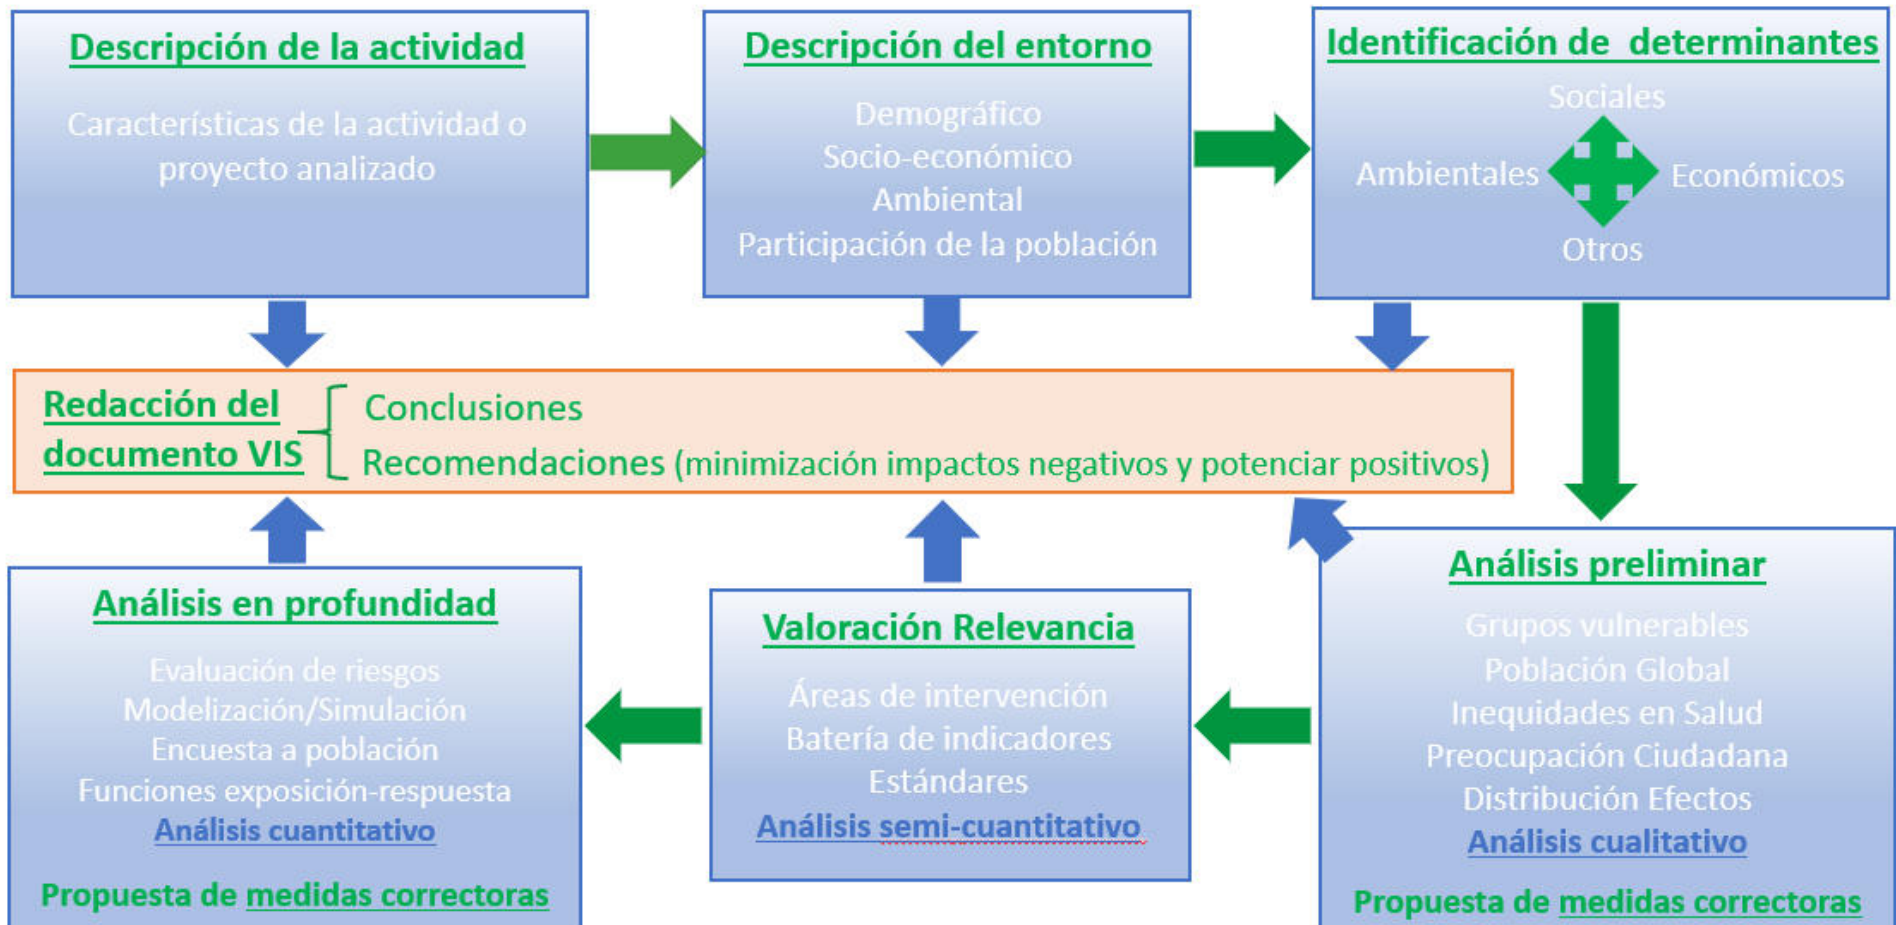 Descripción de la actividad
Características de la actividad o
proyecto analizado
Descripción del entorno
Demográfico
Socio-económico
Ambiental
Participación de la población
Identificación de determinantes
Sociales
Ambientales
Económicos
Otros
Redacción del
documento VIS
Conclusiones
Recomendaciones (minimización impactos negativos y potenciar positivos)
Análisis en profundidad
Evaluación de riesgos
Modelización/Simulación
Encuesta a población
Funciones exposición-respuesta
Análisis cuantitativo
Propuesta de medidas correctoras
Valoración Relevancia
Áreas de intervención
Batería de indicadores
Estándares
Análisis semi-cuantitativo
Análisis preliminar
Grupos vulnerables
Población Global
Inequidades en Salud
Preocupación Ciudadana
Distribución Efectos
Análisis cualitativo
Propuesta de medidas correctoras